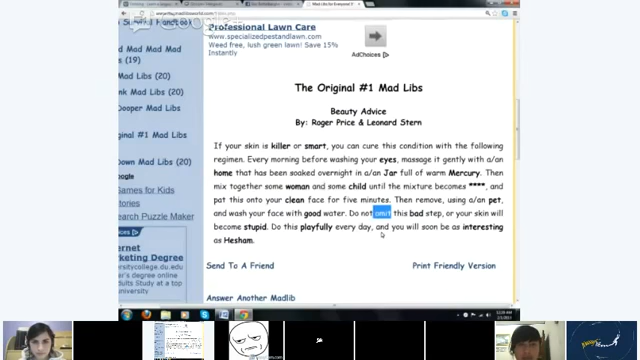 Professional Lawn Care
www.specializedpestandlawn.com
Weed free, lush green lawn! Save 15%
Instantly
AdChoices
Mad Mad Mad
(19)
Libs (20)
Mad Libs (20)
Dooper Mad Libs
#1 Mad Libs
Down Mad Libs (20)
Games for Kids
Strategies
Search Puzzle Maker
Marketing Degree
The Original #1 Mad Libs
Beauty Advice
By: Roger Price & Leonard Stern
If your skin is killer or smart, you can cure this condition with the following
regimen. Every morning before washing your eyes, massage it gently with a/an
home that has been soaked overnight in a/an Jar full of warm Mercury. Then
mix together some woman and some child until the mixture becomes ****, and
pat this onto your clean face for five minutes. Then remove, using a/an pet,
and wash your face with good water. Do not omit this bad step, or your skin will
become stupid. Do this playfully every day, and you will soon be as interesting
as Hesham.
Send To A Friend
Print Friendly Version
Answer Another Madlib